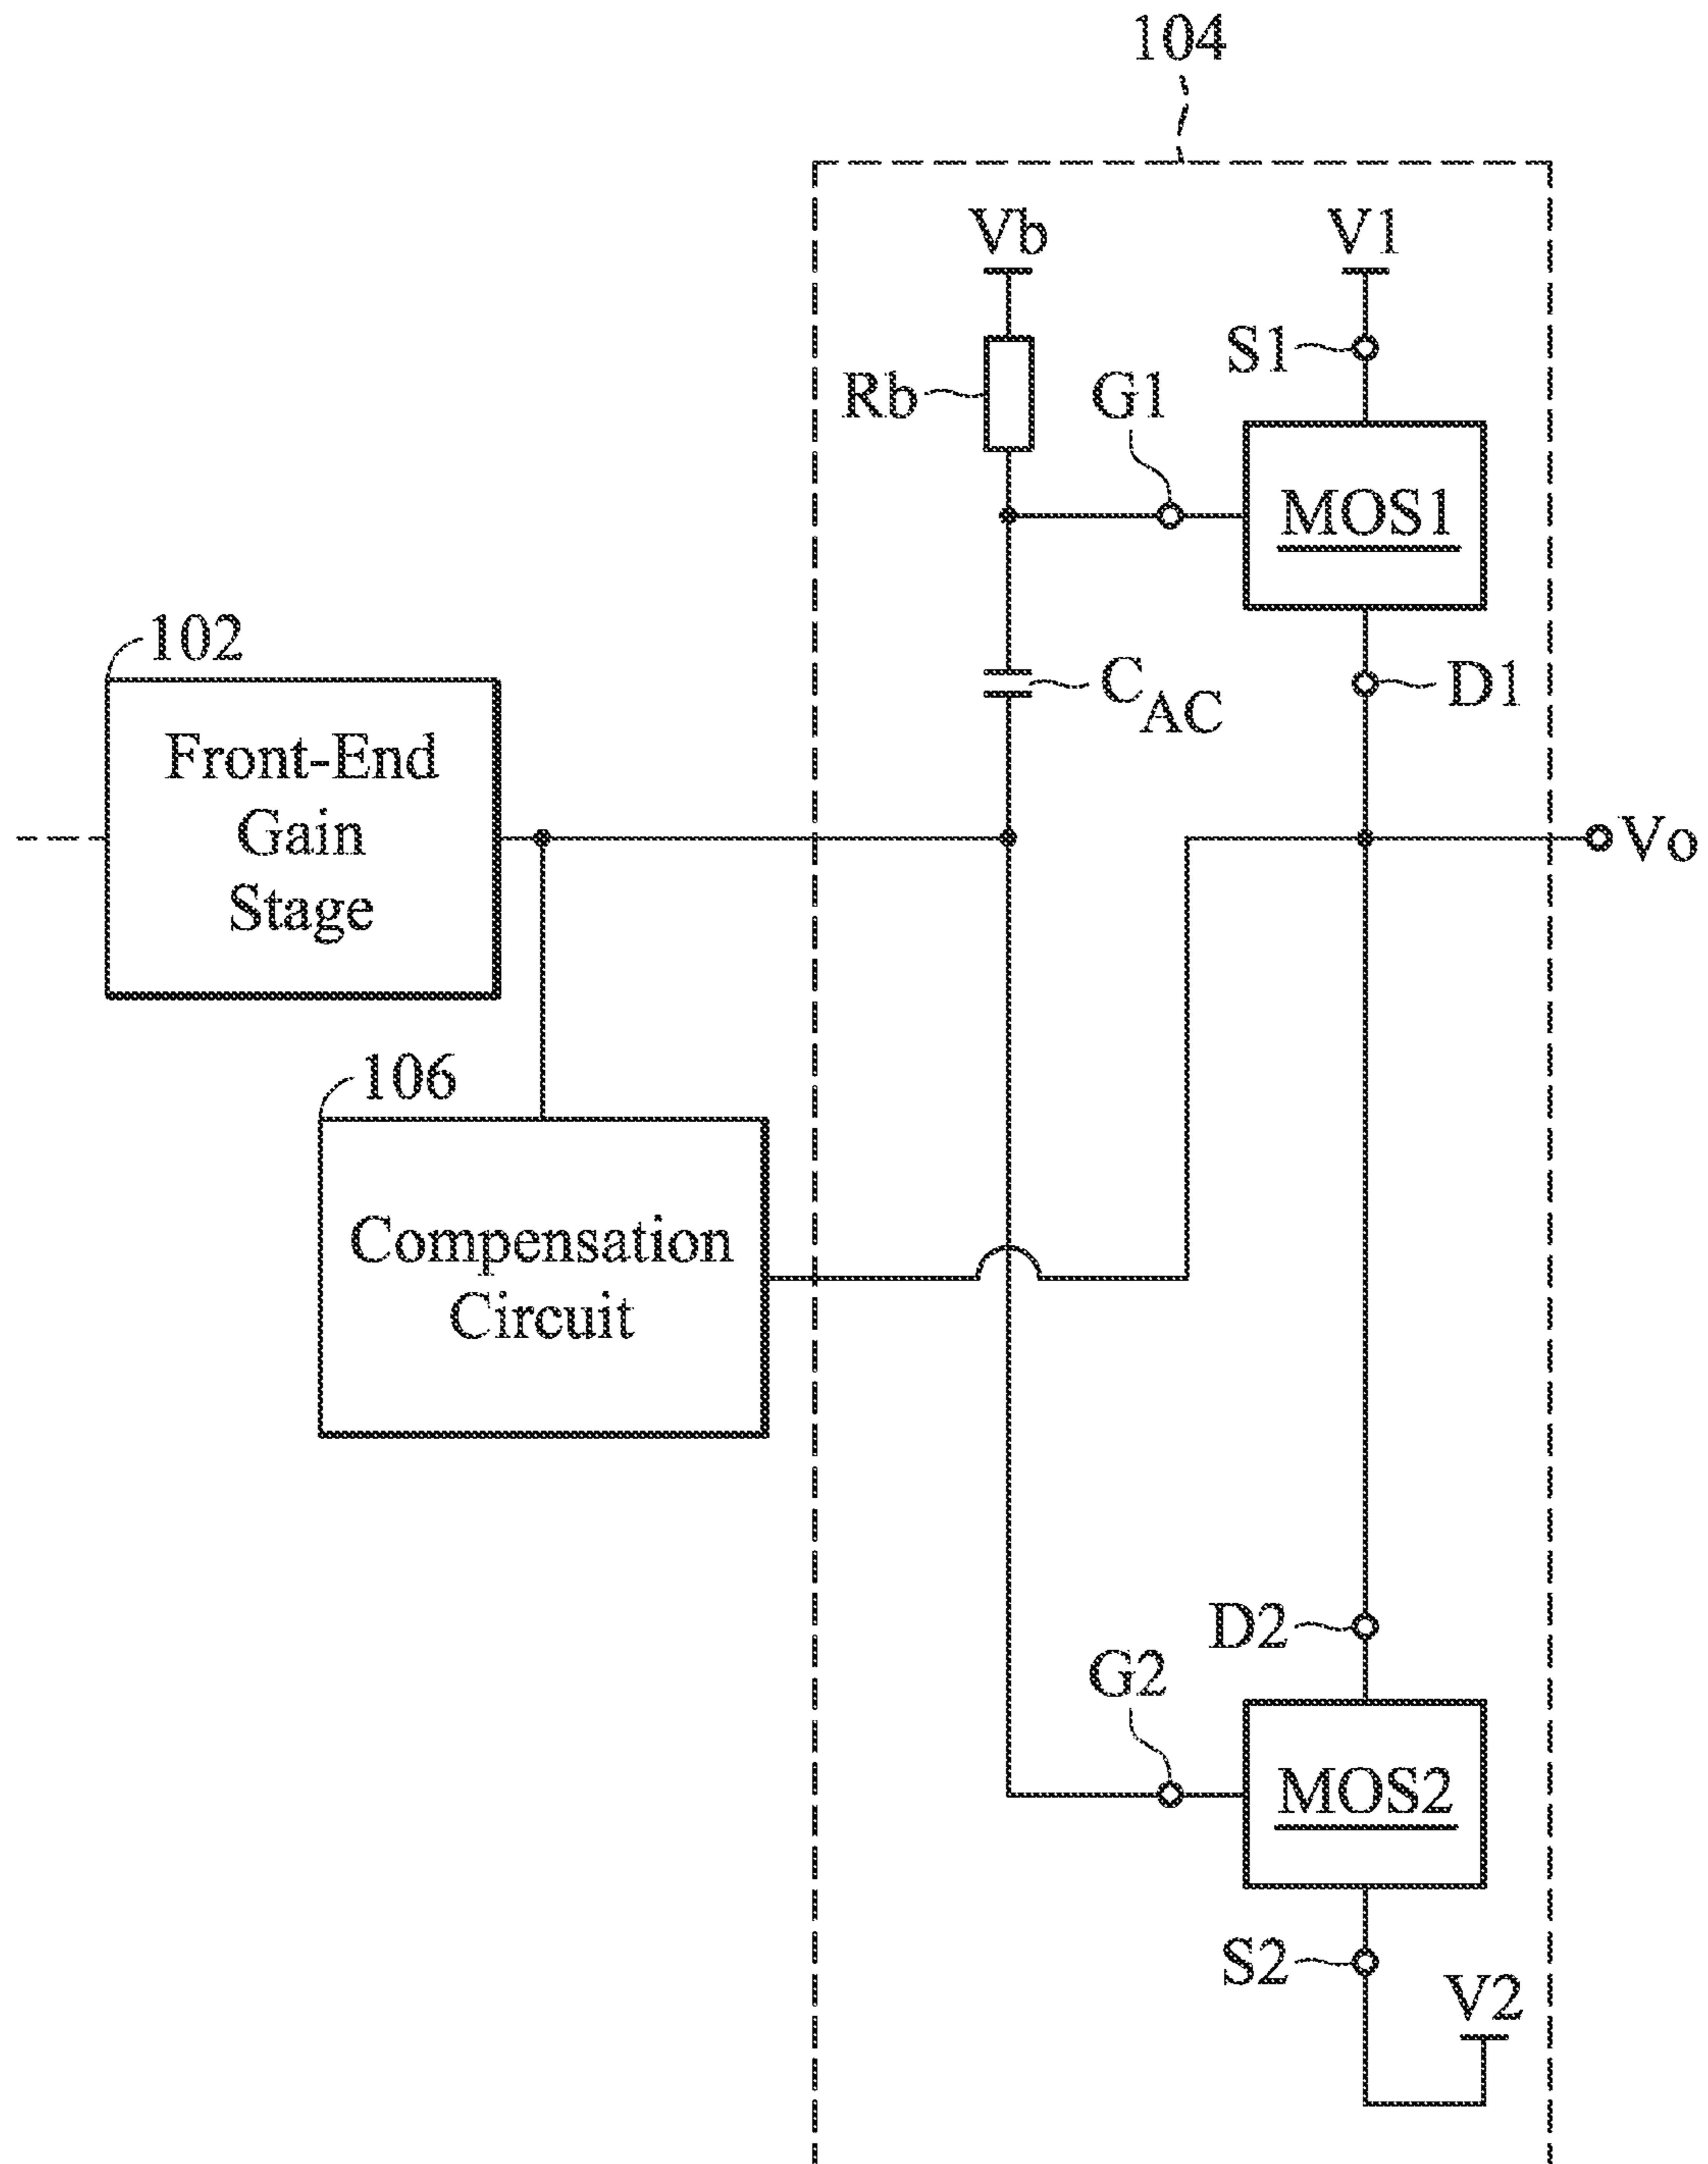 104
Vb
V1
S1
Rb
G1
MOS1
102
C AC
D1
Front-End
Gain
Stage
Vo
106
Compensation
Circuit
D2
G2
MOS2
S2
V2